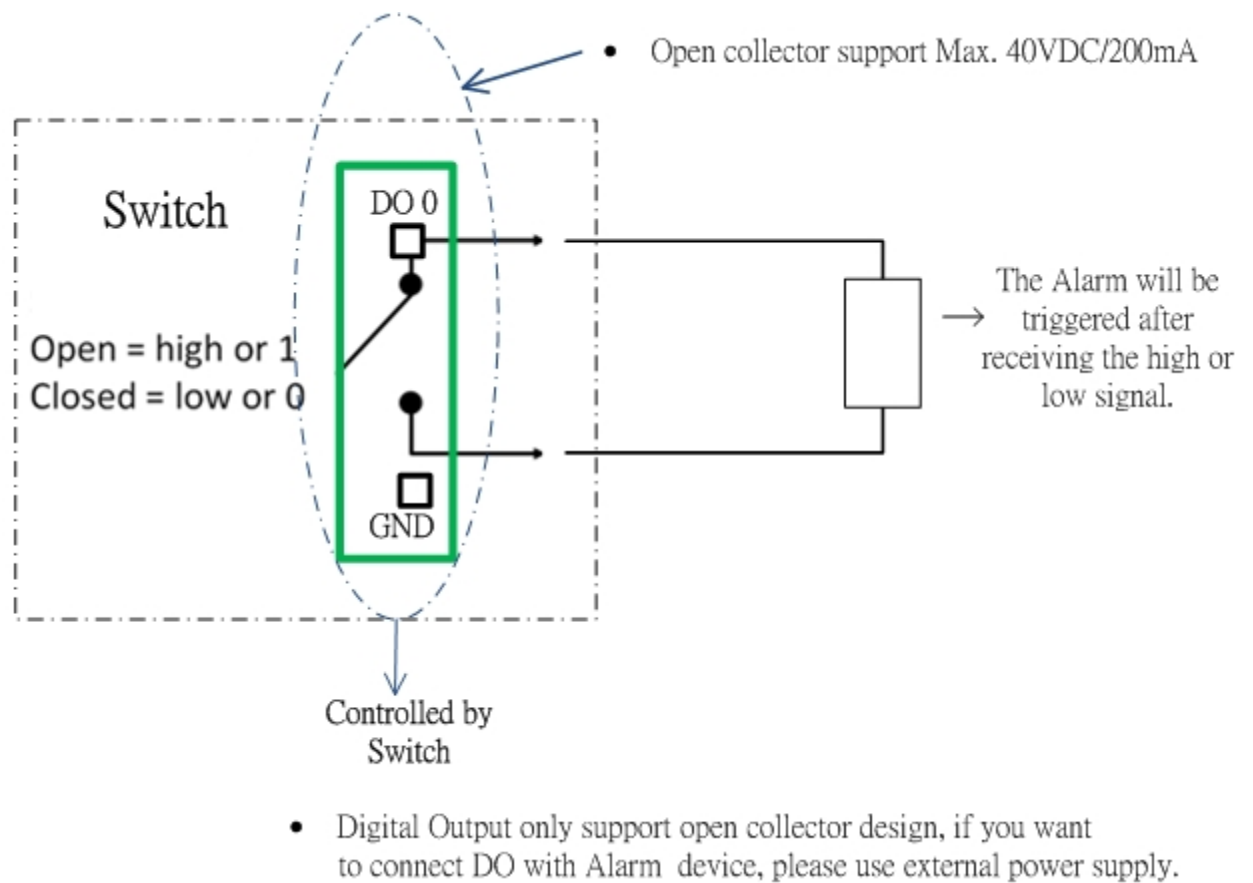 • Open collector support Max. 40VDC/200mA
Switch
DO 0
Open = high or 1
Closed = low or 0
GND
The Alarm will be
triggered after
receiving the high or
low signal.
Controlled by
Switch
• Digital Output only support open collector design, if you want
to connect DO with Alarm device, please use external power supply.